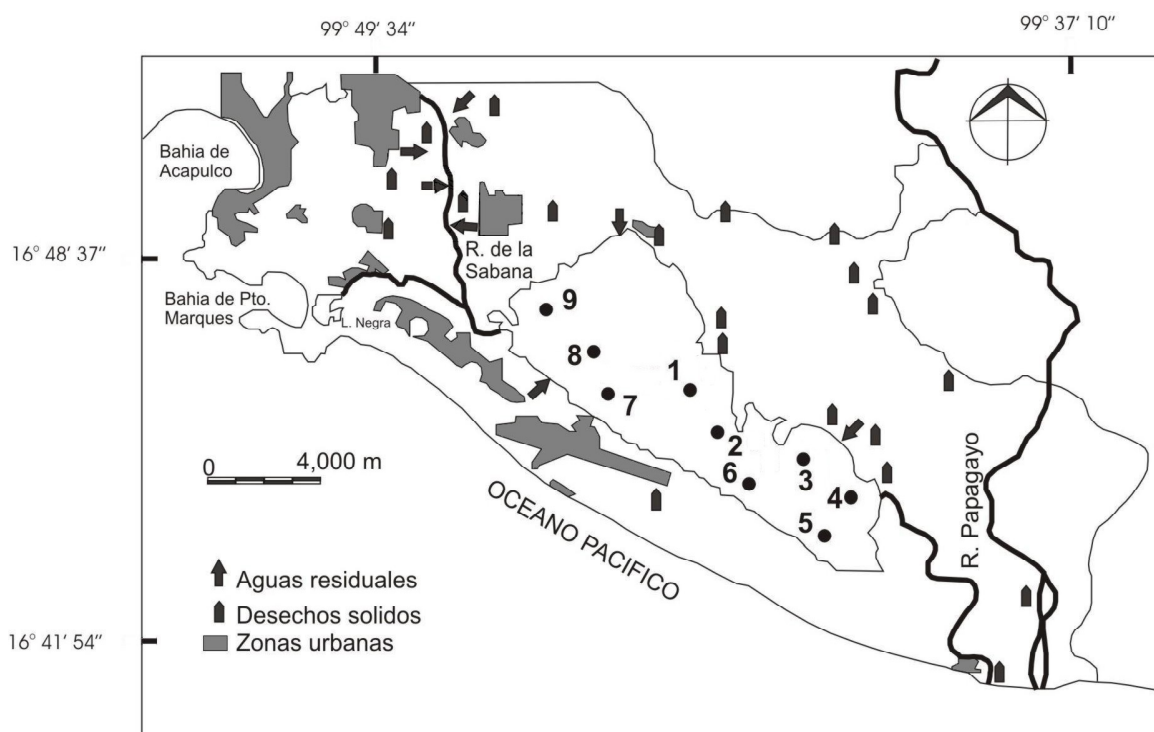 99° 49' 34"
99° 37' 10"
Bahia de
Acapulco
16° 48' 37"
R. de la
Sabana
Bahia de Pto.
Marques
L. Negra
9
8
1
7
2
6
3
4
5
0 4,000 m
OCEANO PACIFICO
R. Papagayo
Aguas residuales
Desechos solidos
Zonas urbanas
16° 41' 54"